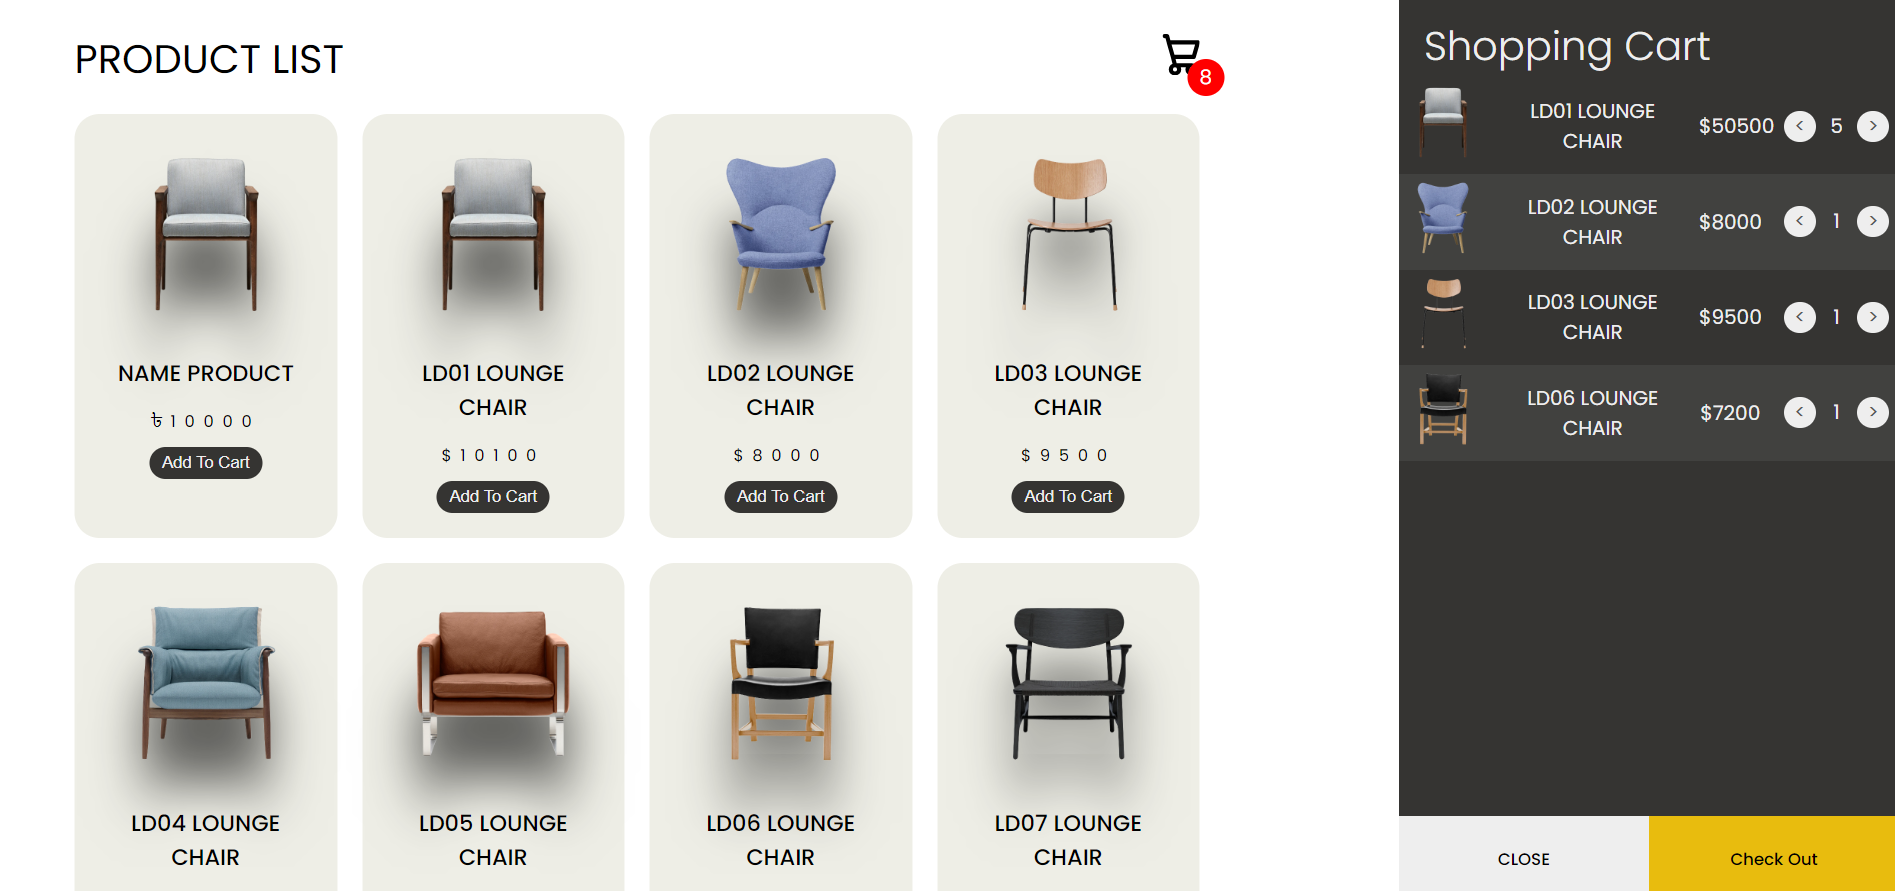 PRODUCT LIST
8
NAME PRODUCT
৳10000
Add To Cart
LD01 LOUNGE
CHAIR
$10100
Add To Cart
LD02 LOUNGE
CHAIR
$8000
Add To Cart
LD03 LOUNGE
CHAIR
$9500
Add To Cart
LD04 LOUNGE
CHAIR
LD05 LOUNGE
CHAIR
LD06 LOUNGE
CHAIR
LD07 LOUNGE
CHAIR
Shopping Cart
LD01 LOUNGE
CHAIR
$50500 < 5 >
LD02 LOUNGE
CHAIR
$8000 < 1 >
LD03 LOUNGE
CHAIR
$9500 < 1 >
LD06 LOUNGE
CHAIR
$7200 < 1 >
CLOSE
Check Out